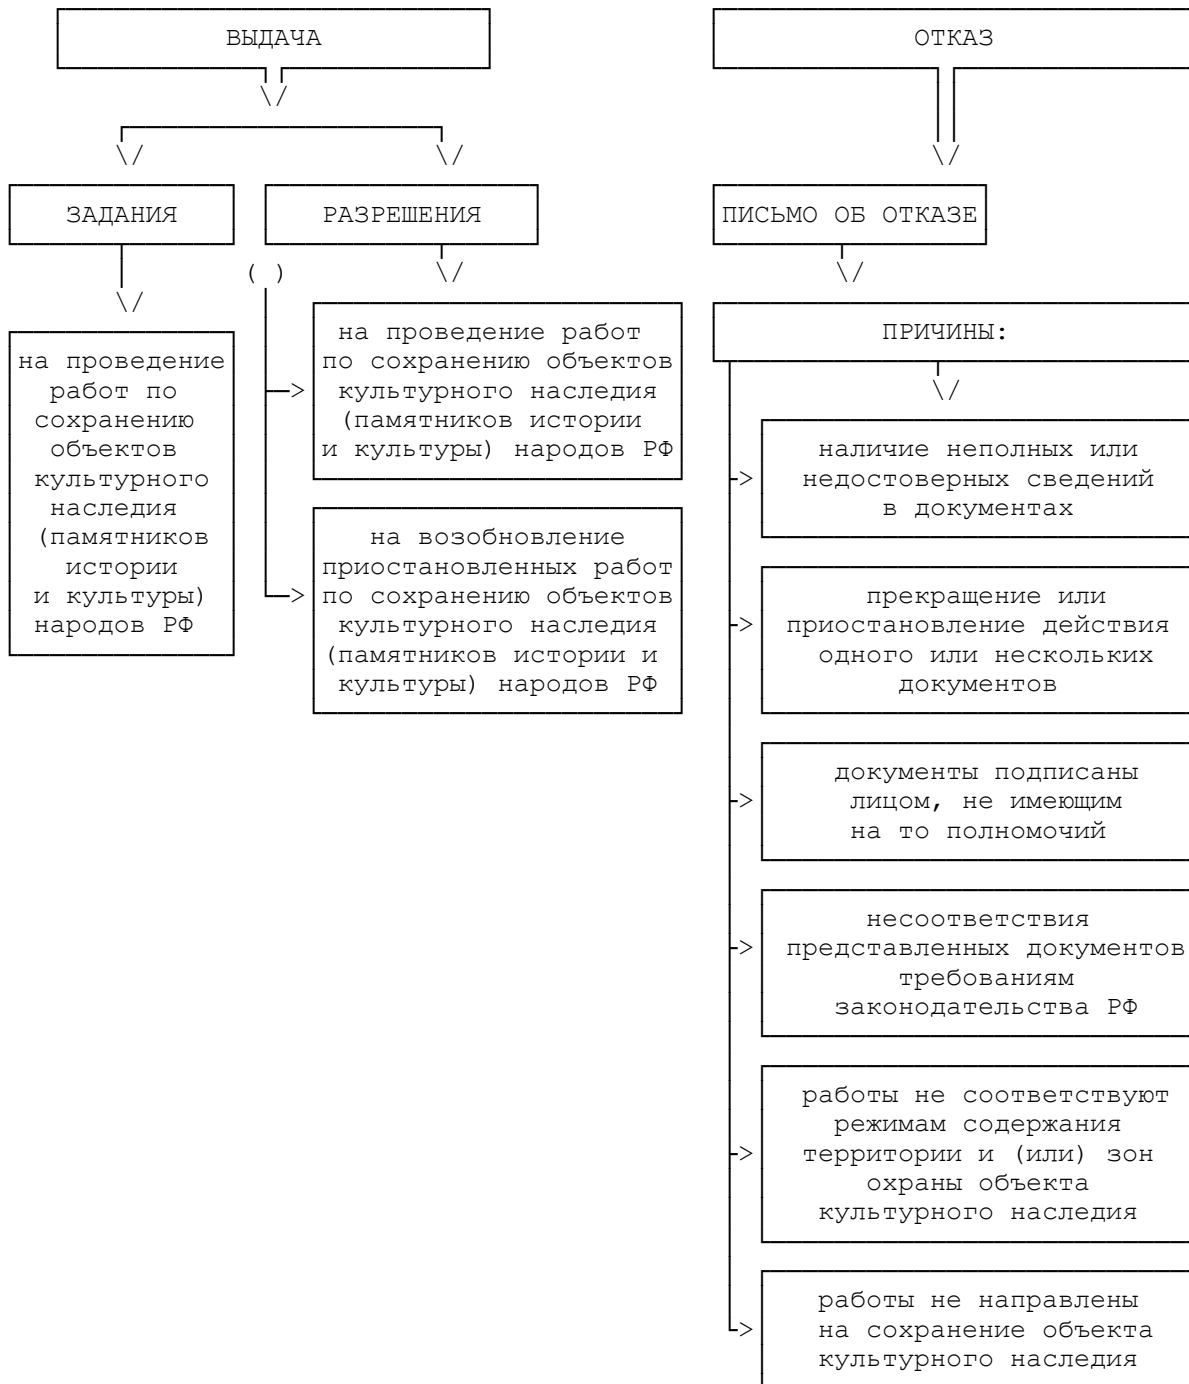 ВЫДАЧА
ОТКАЗ
ЗАДАНИЯ
РАЗРЕШЕНИЯ
ПИСЬМО ОБ ОТКАЗЕ
( )
на проведение
работ по
сохранению
объектов
культурного
наследия
(памятников
истории
и культуры)
народов РФ
на проведение работ
по сохранению объектов
культурного наследия
(памятников истории
и культуры) народов РФ
на возобновление
приостановленных работ
по сохранению объектов
культурного наследия
(памятников истории и
культуры) народов РФ
ПРИЧИНЫ:
наличие неполных или
недостоверных сведений
в документах
прекращение или
приостановление действия
одного или нескольких
документов
документы подписаны
лицом, не имеющим
на то полномочий
несоответствия
представленных документов
требованиям
законодательства РФ
работы не соответствуют
режимам содержания
территории и (или) зон
охраны объекта
культурного наследия
работы не направлены
на сохранение объекта
культурного наследия